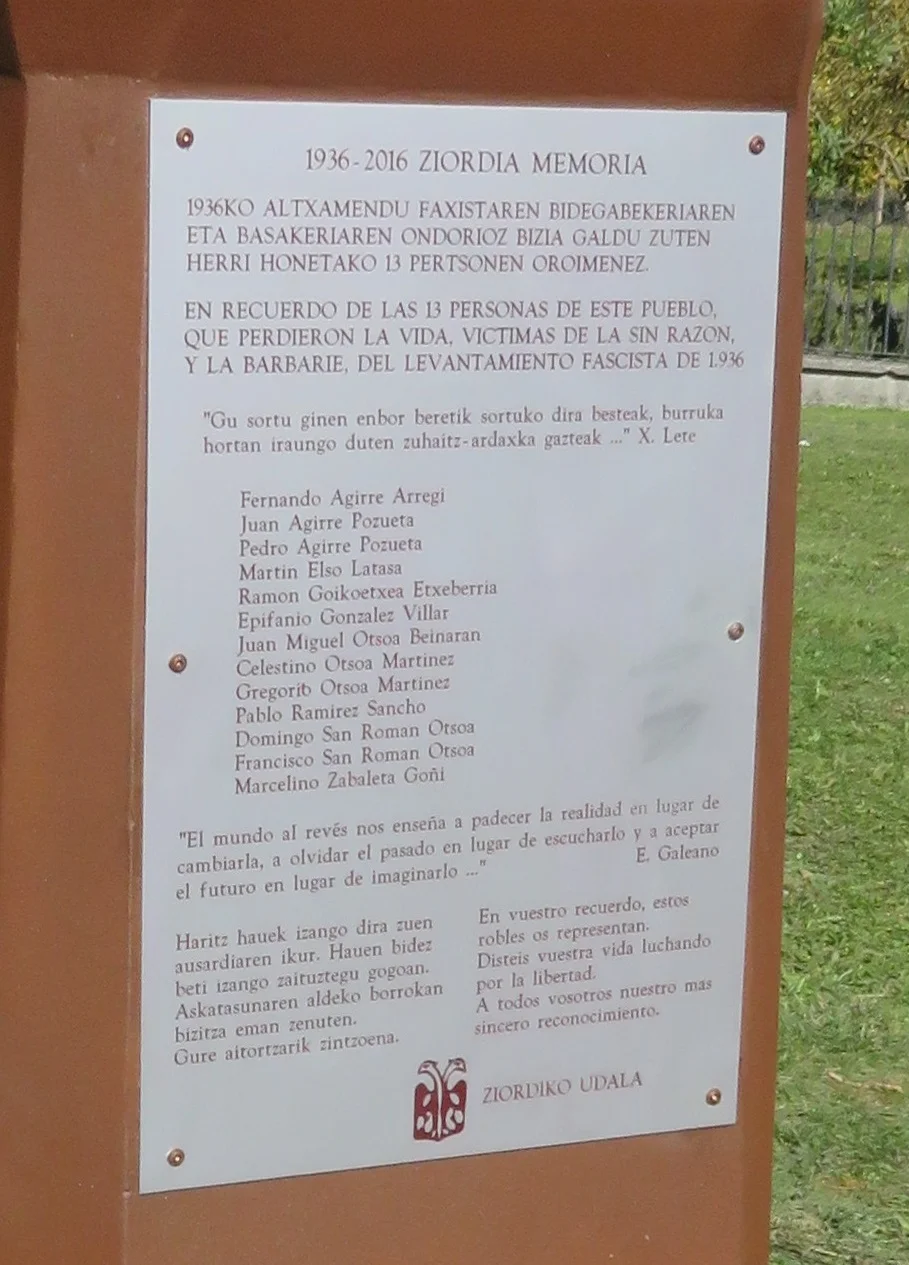 1936-2016 ZIORDIA MEMORIA
1936KO ALTXAMENDU FAXISTAREN BIDEGABEKERIAREN
ETA BASAKERIAREN ONDORIOZ BIZIA GALDU ZUTEN
HERRI HONETAKO 13 PERTSONEN OROIMENEZ.
EN RECUERDO DE LAS 13 PERSONAS DE ESTE PUEBLO,
QUE PERDIERON LA VIDA, VICTIMAS DE LA SIN RAZON,
Y LA BARBARIE, DEL LEVANTAMIENTO FASCISTA DE 1.936
"Gu sortu ginen enbor beretik sortuko dira besteak, burruka
hortan iraungo duten zuhaitz-ardaxka gazteak ..." X. Lete
Fernando Agirre Arregi
Juan Agirre Pozueta
Pedro Agirre Pozueta
Martin Elso Latasa
Ramon Goikoetxea Etxeberria
Epifanio Gonzalez Villar
Juan Miguel Otsoa Beinaran
Celestino Otsoa Martinez
Gregorio Otsoa Martinez
Pablo Ramirez Sancho
Domingo San Roman Otsoa
Francisco San Roman Otsoa
Marcelino Zabaleta Goñi
"El mundo al revés nos enseña a padecer la realidad en lugar de
cambiarla, a olvidar el pasado en lugar de escucharlo y a aceptar
el futuro en lugar de imaginarlo ..." E. Galeano
Haritz hauek izango dira zuen
ausardiaren ikur. Hauen bidez
beti izango zaituztegu gogoan.
Askatasunaren aldeko borrokan
bizitza eman zenuten.
Gure aitortzarik zintzoena.
En vuestro recuerdo, estos
robles os representan.
Disteis vuestra vida luchando
por la libertad.
A todos vosotros nuestro mas
sincero reconocimiento.
ZIORDIKO UDALA